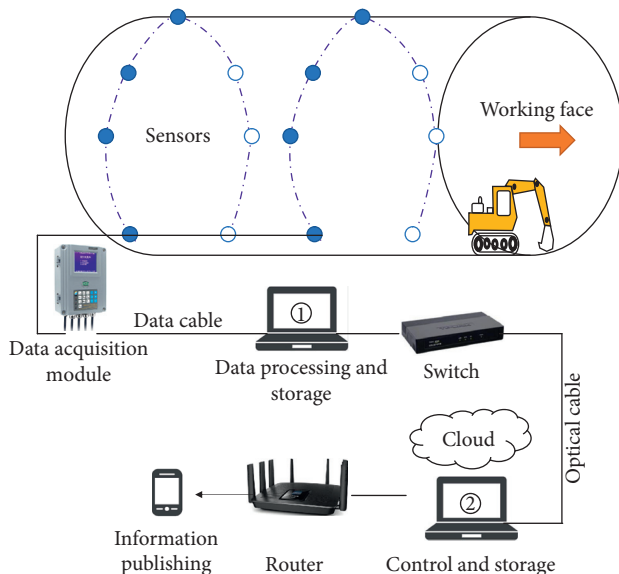 Working face
Sensors
Data cable
①
Data acquisition
module
Data processing and
storage
Switch
Optical cable
Cloud
②
Information
publishing
Router
Control and storage